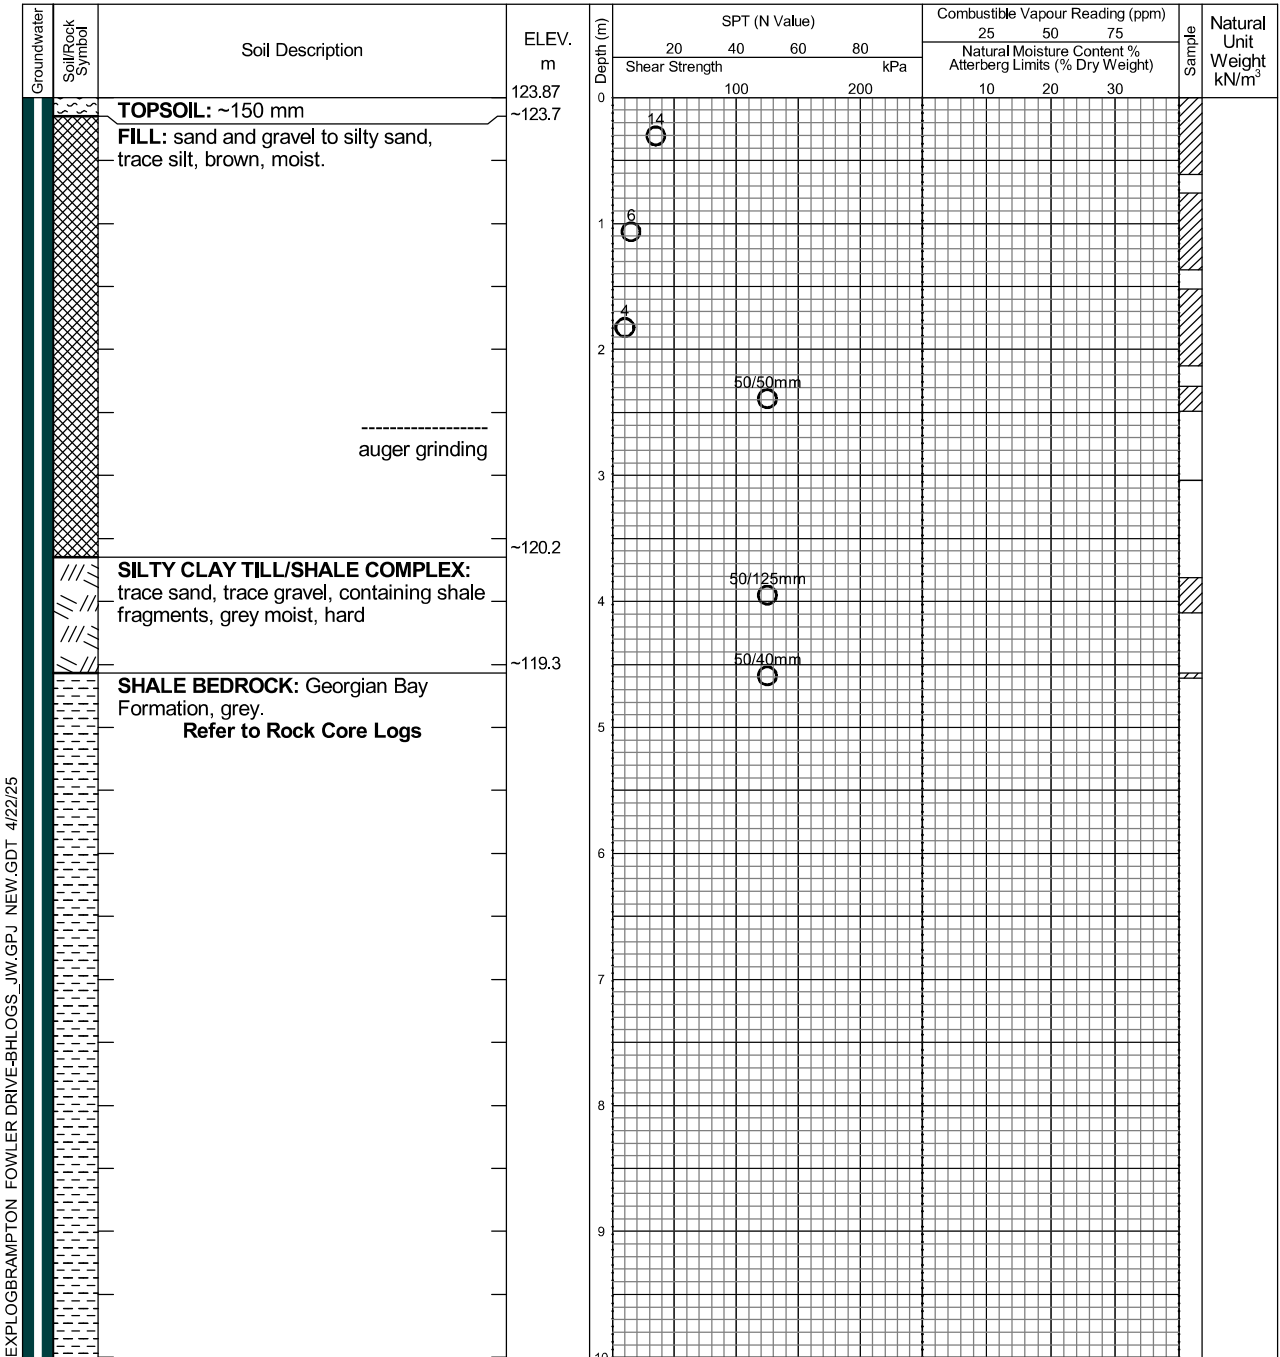 Groundwater
Soil/Rock
Symbol
Soil Description
ELEV.
m
Depth (m)
SPT (N Value)
20 40 60 80
Shear Strength kPa
100 200
Combustible Vapour Reading (ppm)
25 50 75
Natural Moisture Content %
Atterberg Limits (% Dry Weight)
10 20 30
Sample
Natural
Unit
Weight
kN/m³
123.87
0
TOPSOIL: ~150 mm
~123.7
FILL: sand and gravel to silty sand,
trace silt, brown, moist.
14
6
1
4
2
50/50mm
auger grinding
3
~120.2
SILTY CLAY TILL/SHALE COMPLEX:
trace sand, trace gravel, containing shale
fragments, grey moist, hard
50/125mm
4
~119.3
50/40mm
SHALE BEDROCK: Georgian Bay
Formation, grey.
Refer to Rock Core Logs
5
6
7
8
9
10
EXPLOGBRAMPTON FOWLER DRIVE-BHLOGS_JW.GPJ NEW.GDT 4/22/25